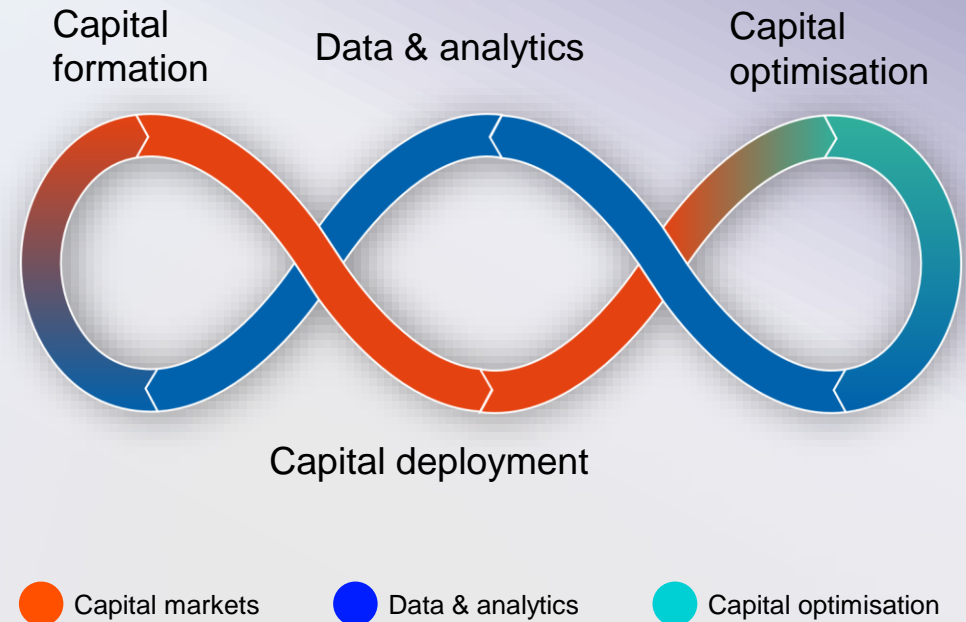 Capital
formation
Data & analytics
Capital
optimisation
Capital deployment
Capital markets
Data & analytics
Capital optimisation